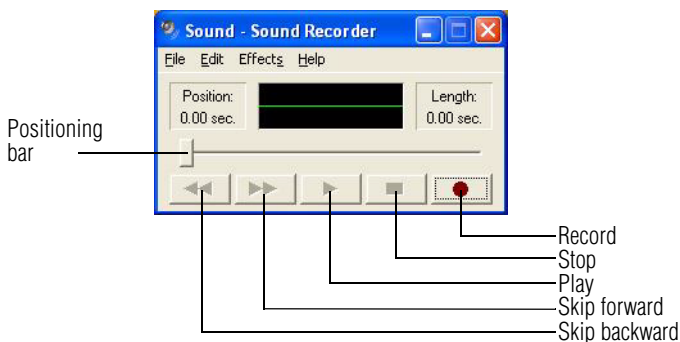 Sound - Sound Recorder
File Edit Effects Help
Position:
0.00 sec.
Length:
0.00 sec.
Positioning
bar
Record
Stop
Play
Skip forward
Skip backward